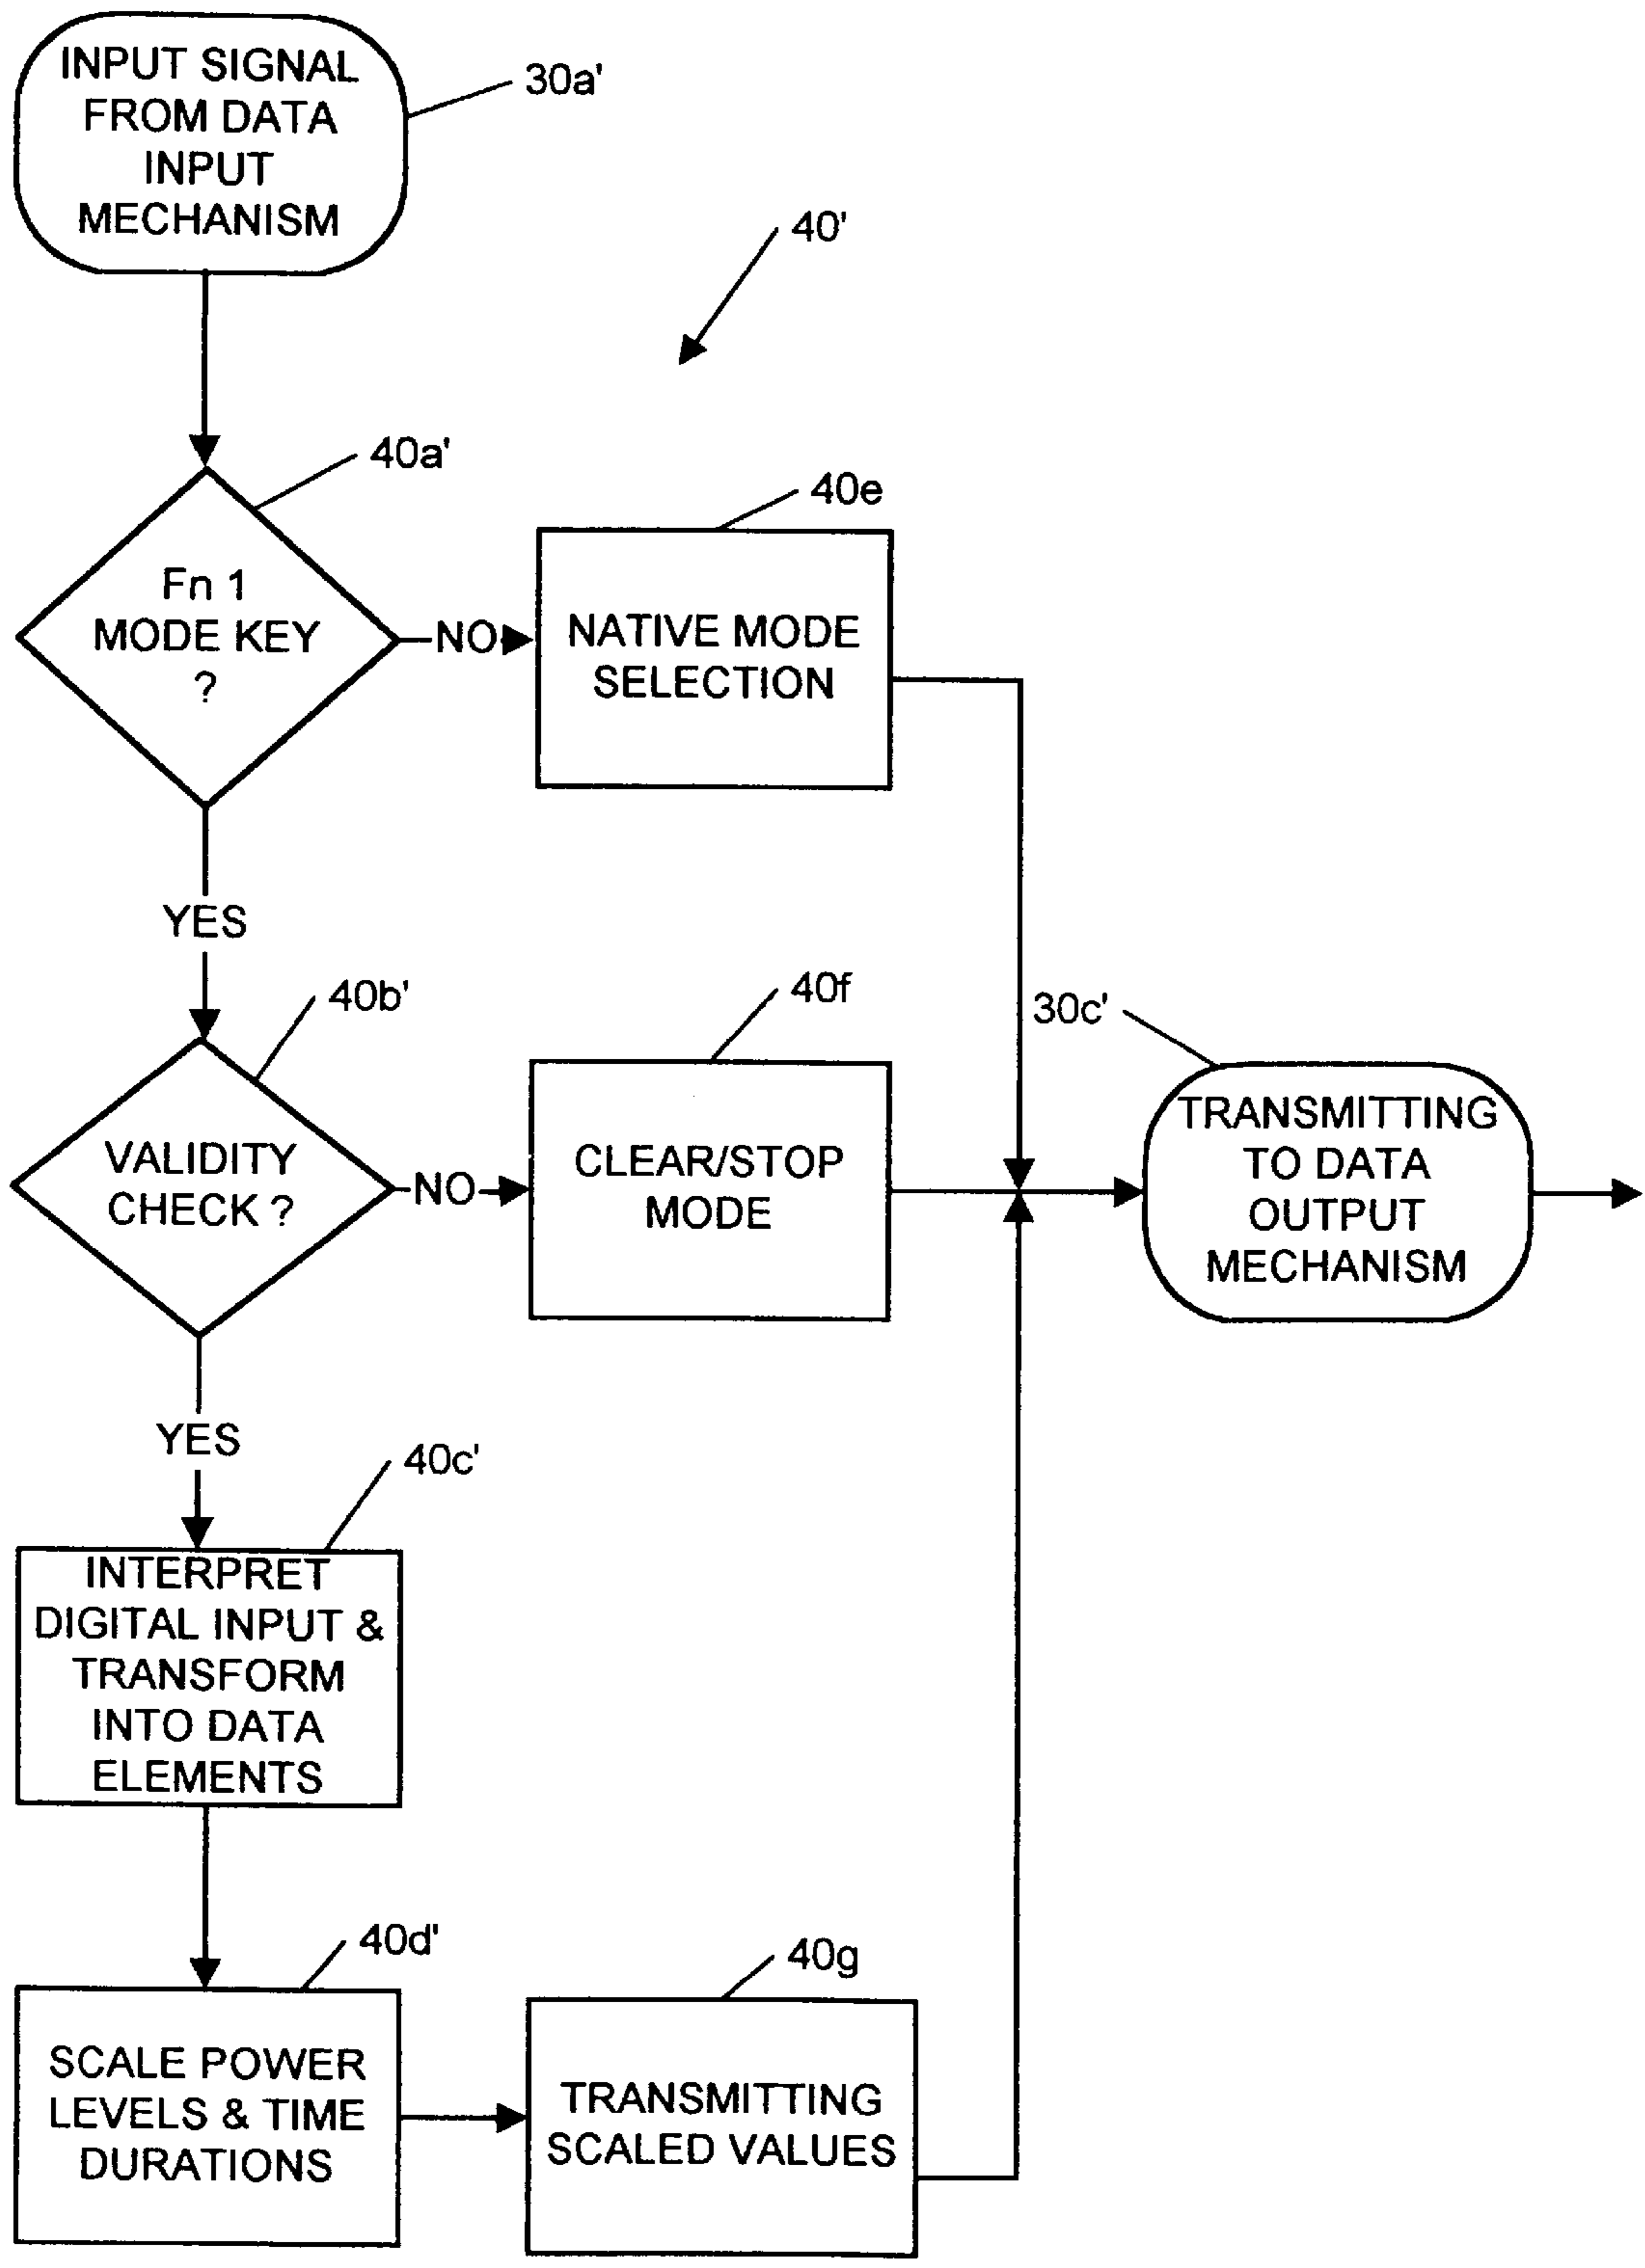 INPUT SIGNAL
FROM DATA
INPUT
MECHANISM
30a'
40'
40a'
Fn 1
MODE KEY
?
NO
40e
NATIVE MODE
SELECTION
YES
40b'
VALIDITY
CHECK ?
NO
40f
CLEAR/STOP
MODE
30c'
TRANSMITTING
TO DATA
OUTPUT
MECHANISM
YES
40c'
INTERPRET
DIGITAL INPUT &
TRANSFORM
INTO DATA
ELEMENTS
40d'
SCALE POWER
LEVELS & TIME
DURATIONS
40g
TRANSMITTING
SCALED VALUES